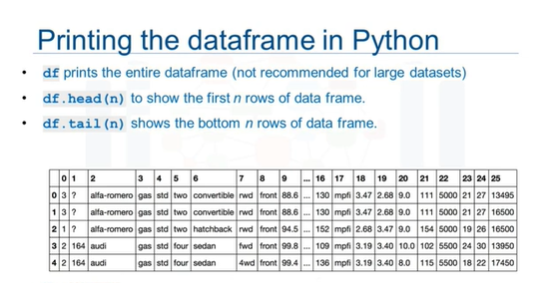 Printing the dataframe in Python
• df prints the entire dataframe (not recommended for large datasets)
• df.head(n) to show the first n rows of data frame.
• df.tail(n) shows the bottom n rows of data frame.
0 1 2 3 4 5 6 7 8 9 ... 16 17 18 19 20 21 22 23 24 25
0 3 ? alfa-romero gas std two convertible rwd front 88.6 ... 130 mpfi 3.47 2.68 9.0 111 5000 21 27 13495
1 3 ? alfa-romero gas std two convertible rwd front 88.6 ... 130 mpfi 3.47 2.68 9.0 111 5000 21 27 16500
2 1 ? alfa-romero gas std two hatchback rwd front 94.5 ... 152 mpfi 2.68 3.47 9.0 154 5000 19 26 16500
3 2 164 audi gas std four sedan fwd front 99.8 ... 109 mpfi 3.19 3.40 10.0 102 5500 24 30 13950
4 2 164 audi gas std four sedan 4wd front 99.4 ... 136 mpfi 3.19 3.40 8.0 115 5500 18 22 17450